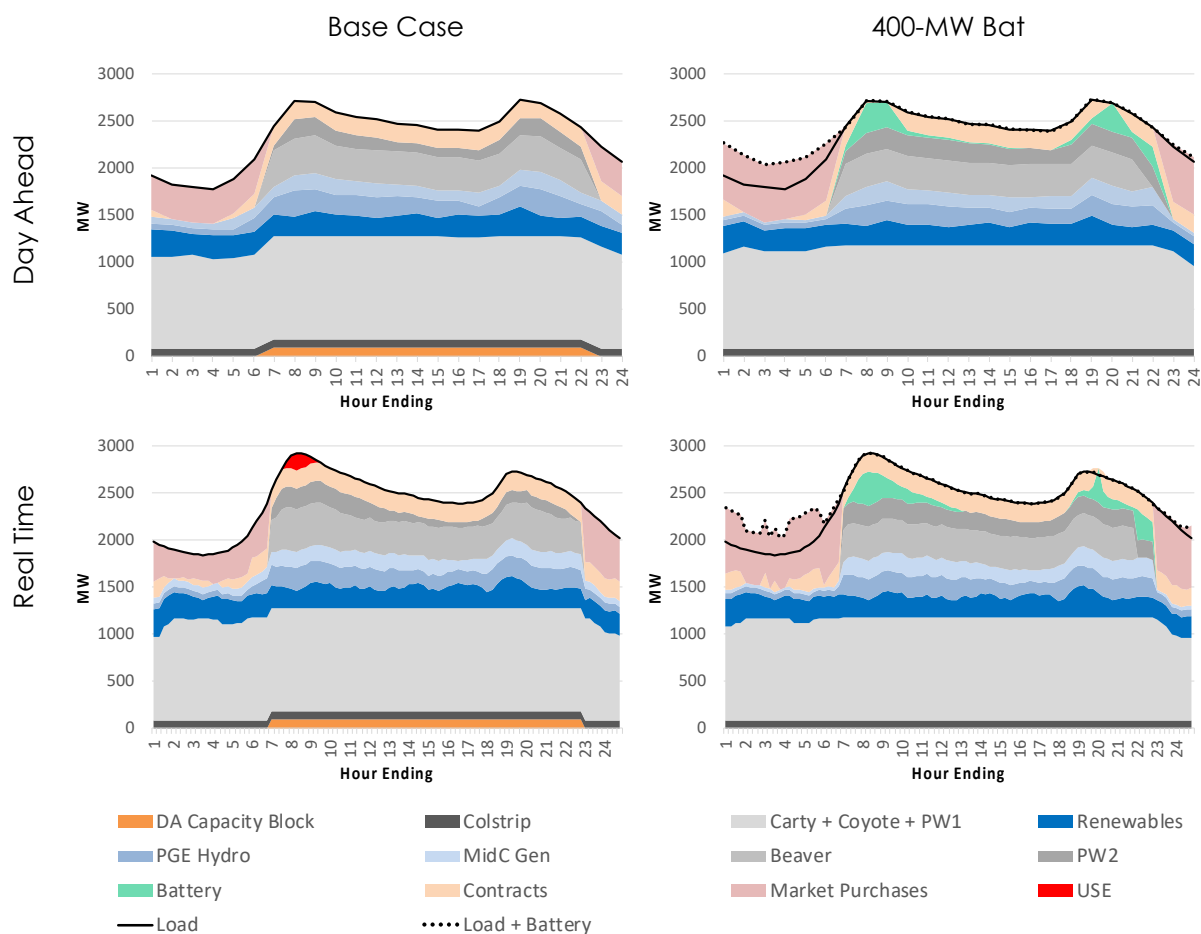 Base Case
400-MW Bat
Day Ahead
MW
3000
2500
2000
1500
1000
500
0
1 2 3 4 5 6 7 8 9 10 11 12 13 14 15 16 17 18 19 20 21 22 23 24
Hour Ending
MW
3000
2500
2000
1500
1000
500
0
1 2 3 4 5 6 7 8 9 10 11 12 13 14 15 16 17 18 19 20 21 22 23 24
Hour Ending
Real Time
MW
3000
2500
2000
1500
1000
500
0
1 2 3 4 5 6 7 8 9 10 11 12 13 14 15 16 17 18 19 20 21 22 23 24
Hour Ending
MW
3000
2500
2000
1500
1000
500
0
1 2 3 4 5 6 7 8 9 10 11 12 13 14 15 16 17 18 19 20 21 22 23 24
Hour Ending
DA Capacity Block Colstrip Carty + Coyote + PW1 Renewables
PGE Hydro MidC Gen Beaver PW2
Battery Contracts Market Purchases USE
Load Load + Battery